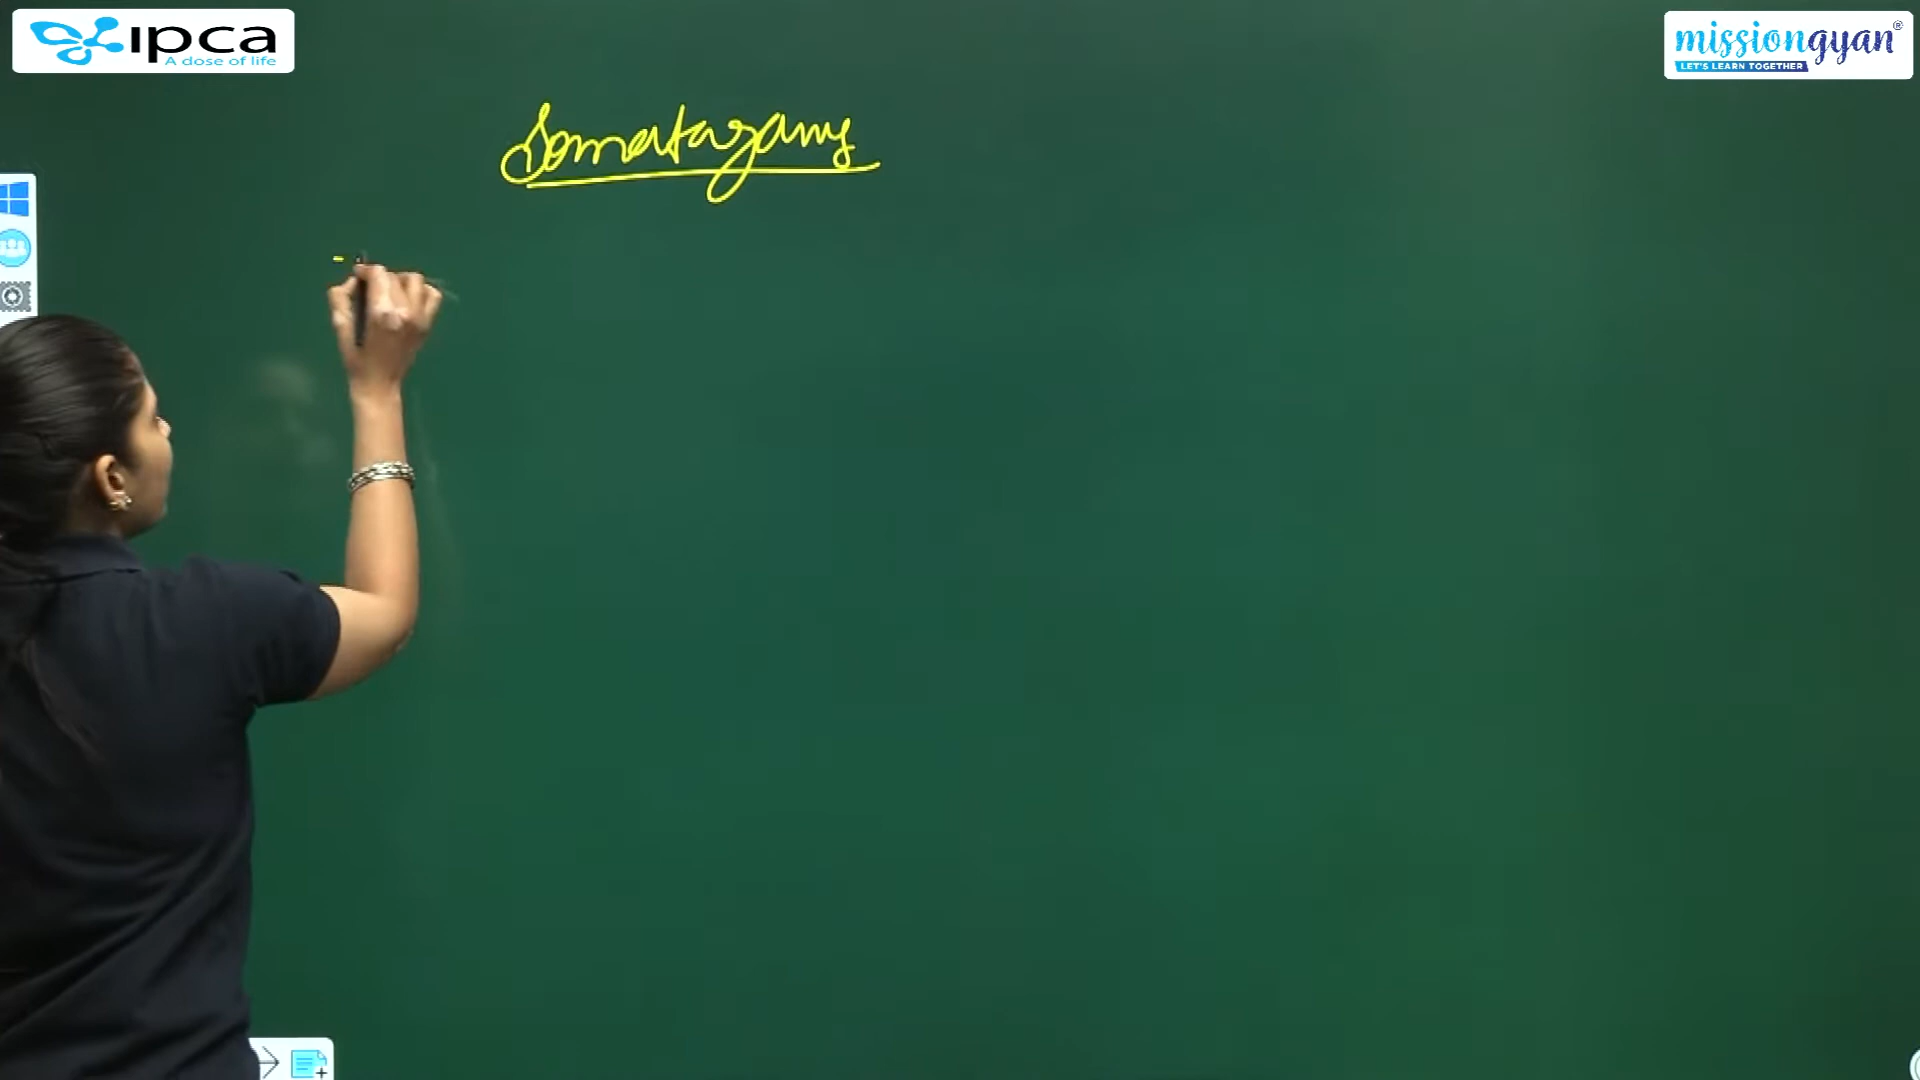 ipca
A dose of life
missiongyan®
LET'S LEARN TOGETHER
Somatogamy